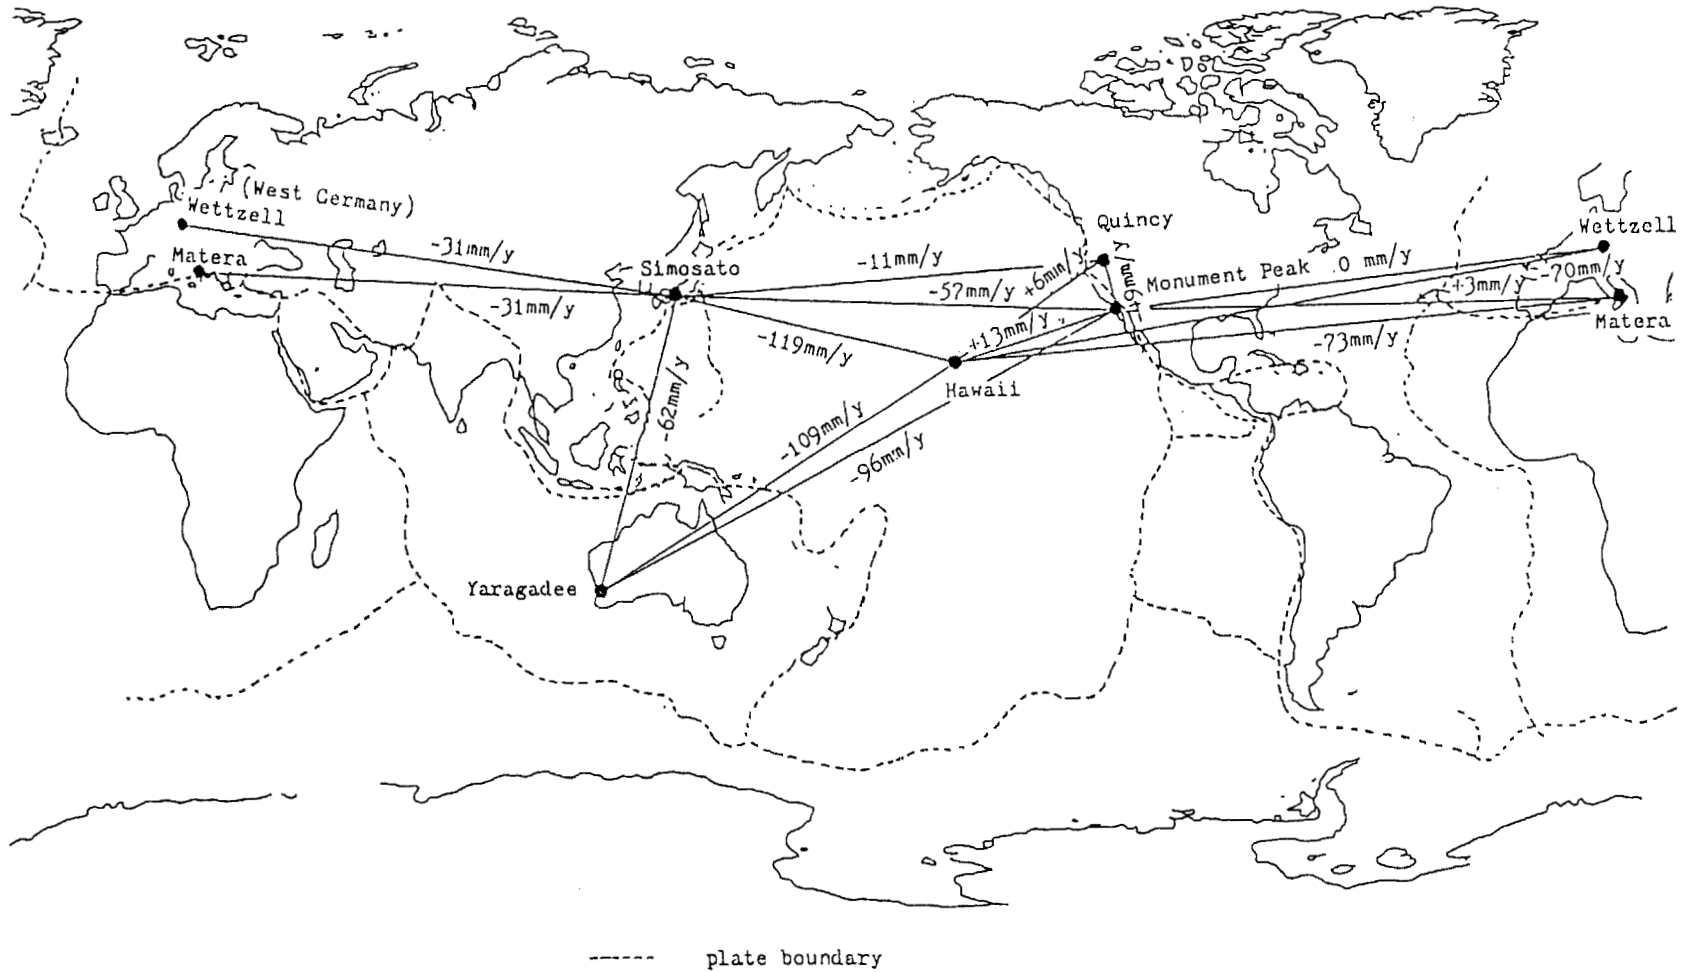 (West Germany)
Wettzell
Matera
-31mm/y
-31mm/y
Simosato
-11mm/y
-57mm/y
-119mm/y
-62mm/y
Quincy
Monument Peak
0 mm/y
Wettzell
-70mm/y
+3mm/y
Matera
-73mm/y
+13mm/y
Hawaii
-109mm/y
-96mm/y
Yaragadee
plate boundary